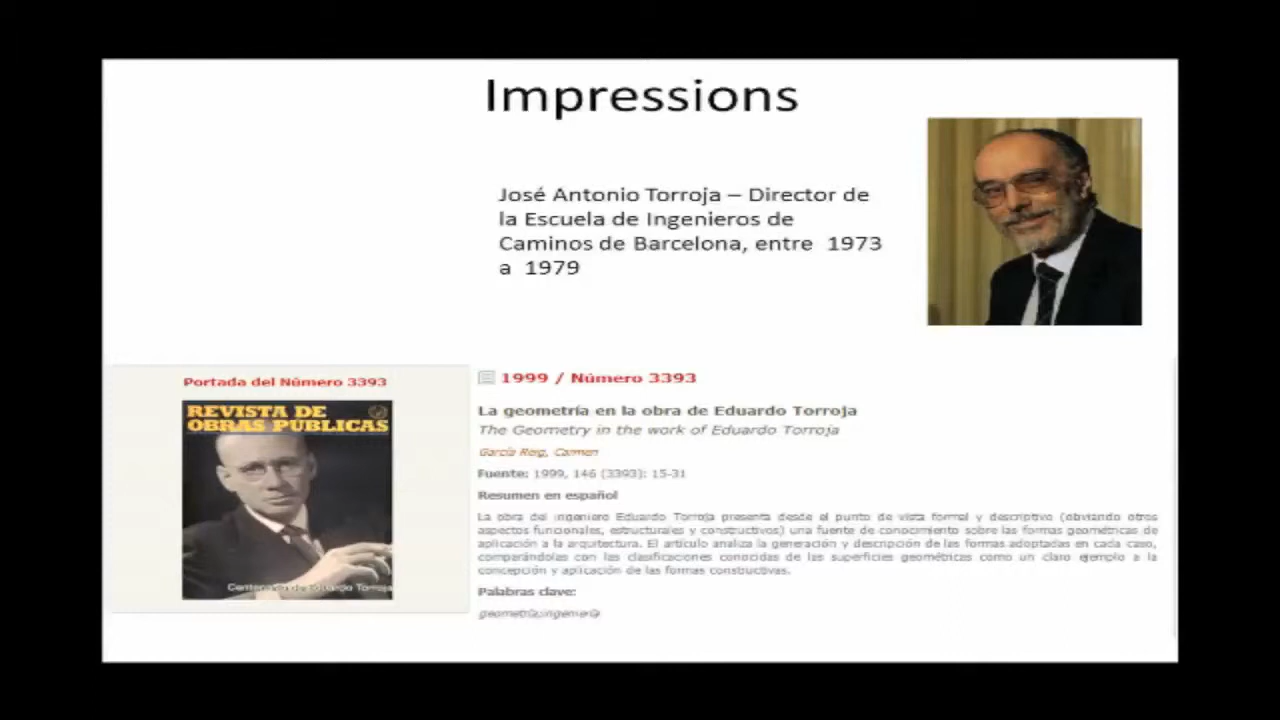 Impressions
José Antonio Torroja – Director de
la Escuela de Ingenieros de
Caminos de Barcelona, entre 1973
a 1979
Portada del Número 3393
REVISTA DE
OBRAS PUBLICAS
Centenario de Eduardo Torroja
1999 / Número 3393
La geometría en la obra de Eduardo Torroja
The Geometry in the work of Eduardo Torroja
García Reig, Carmen
Fuente: 1999, 146 (3393): 15-31
Resumen en español
La obra del ingeniero Eduardo Torroja presenta desde el punto de vista formal y descriptivo (obviando otros
aspectos funcionales, estructurales y constructivos) una fuente de conocimiento sobre las formas geométricas de
aplicación a la arquitectura. El artículo analiza la generación y descripción de las formas adoptadas en cada caso,
comparándolas con las clasificaciones conocidas de las superficies geométricas como un claro ejemplo a la
concepción y aplicación de las formas constructivas.
Palabras clave:
geometría;ingeniería